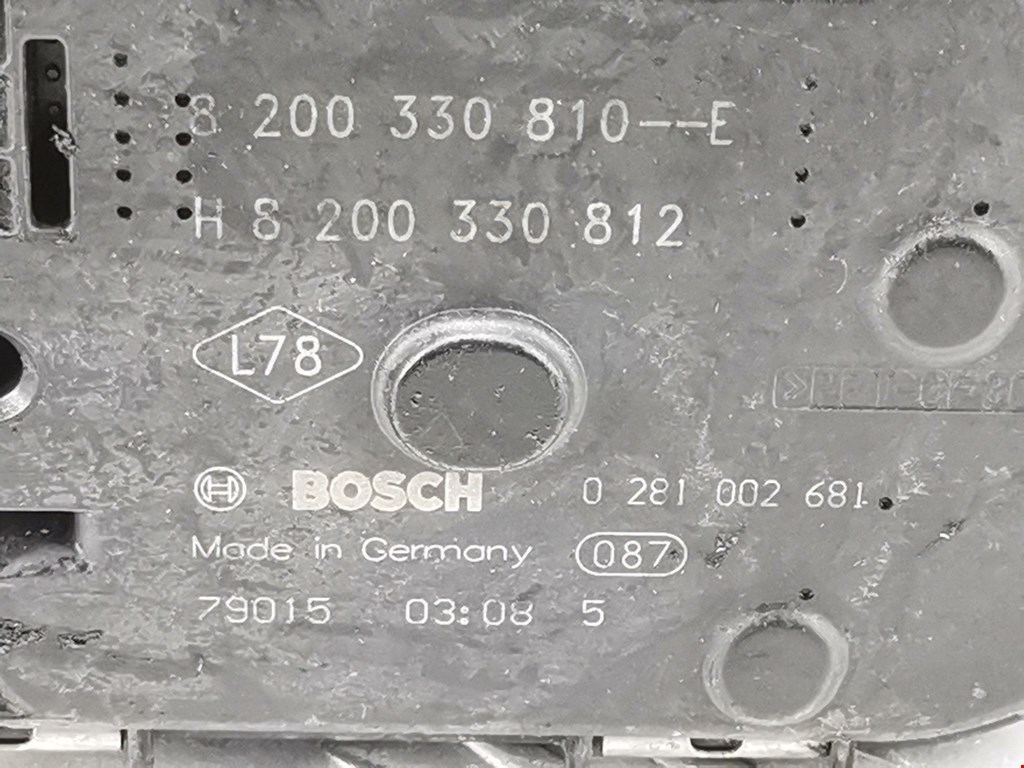 8 200 330 810--E
H 8 200 330 812
L78
BOSCH 0 281 002 681
Made in Germany 087
79015 03:08 5